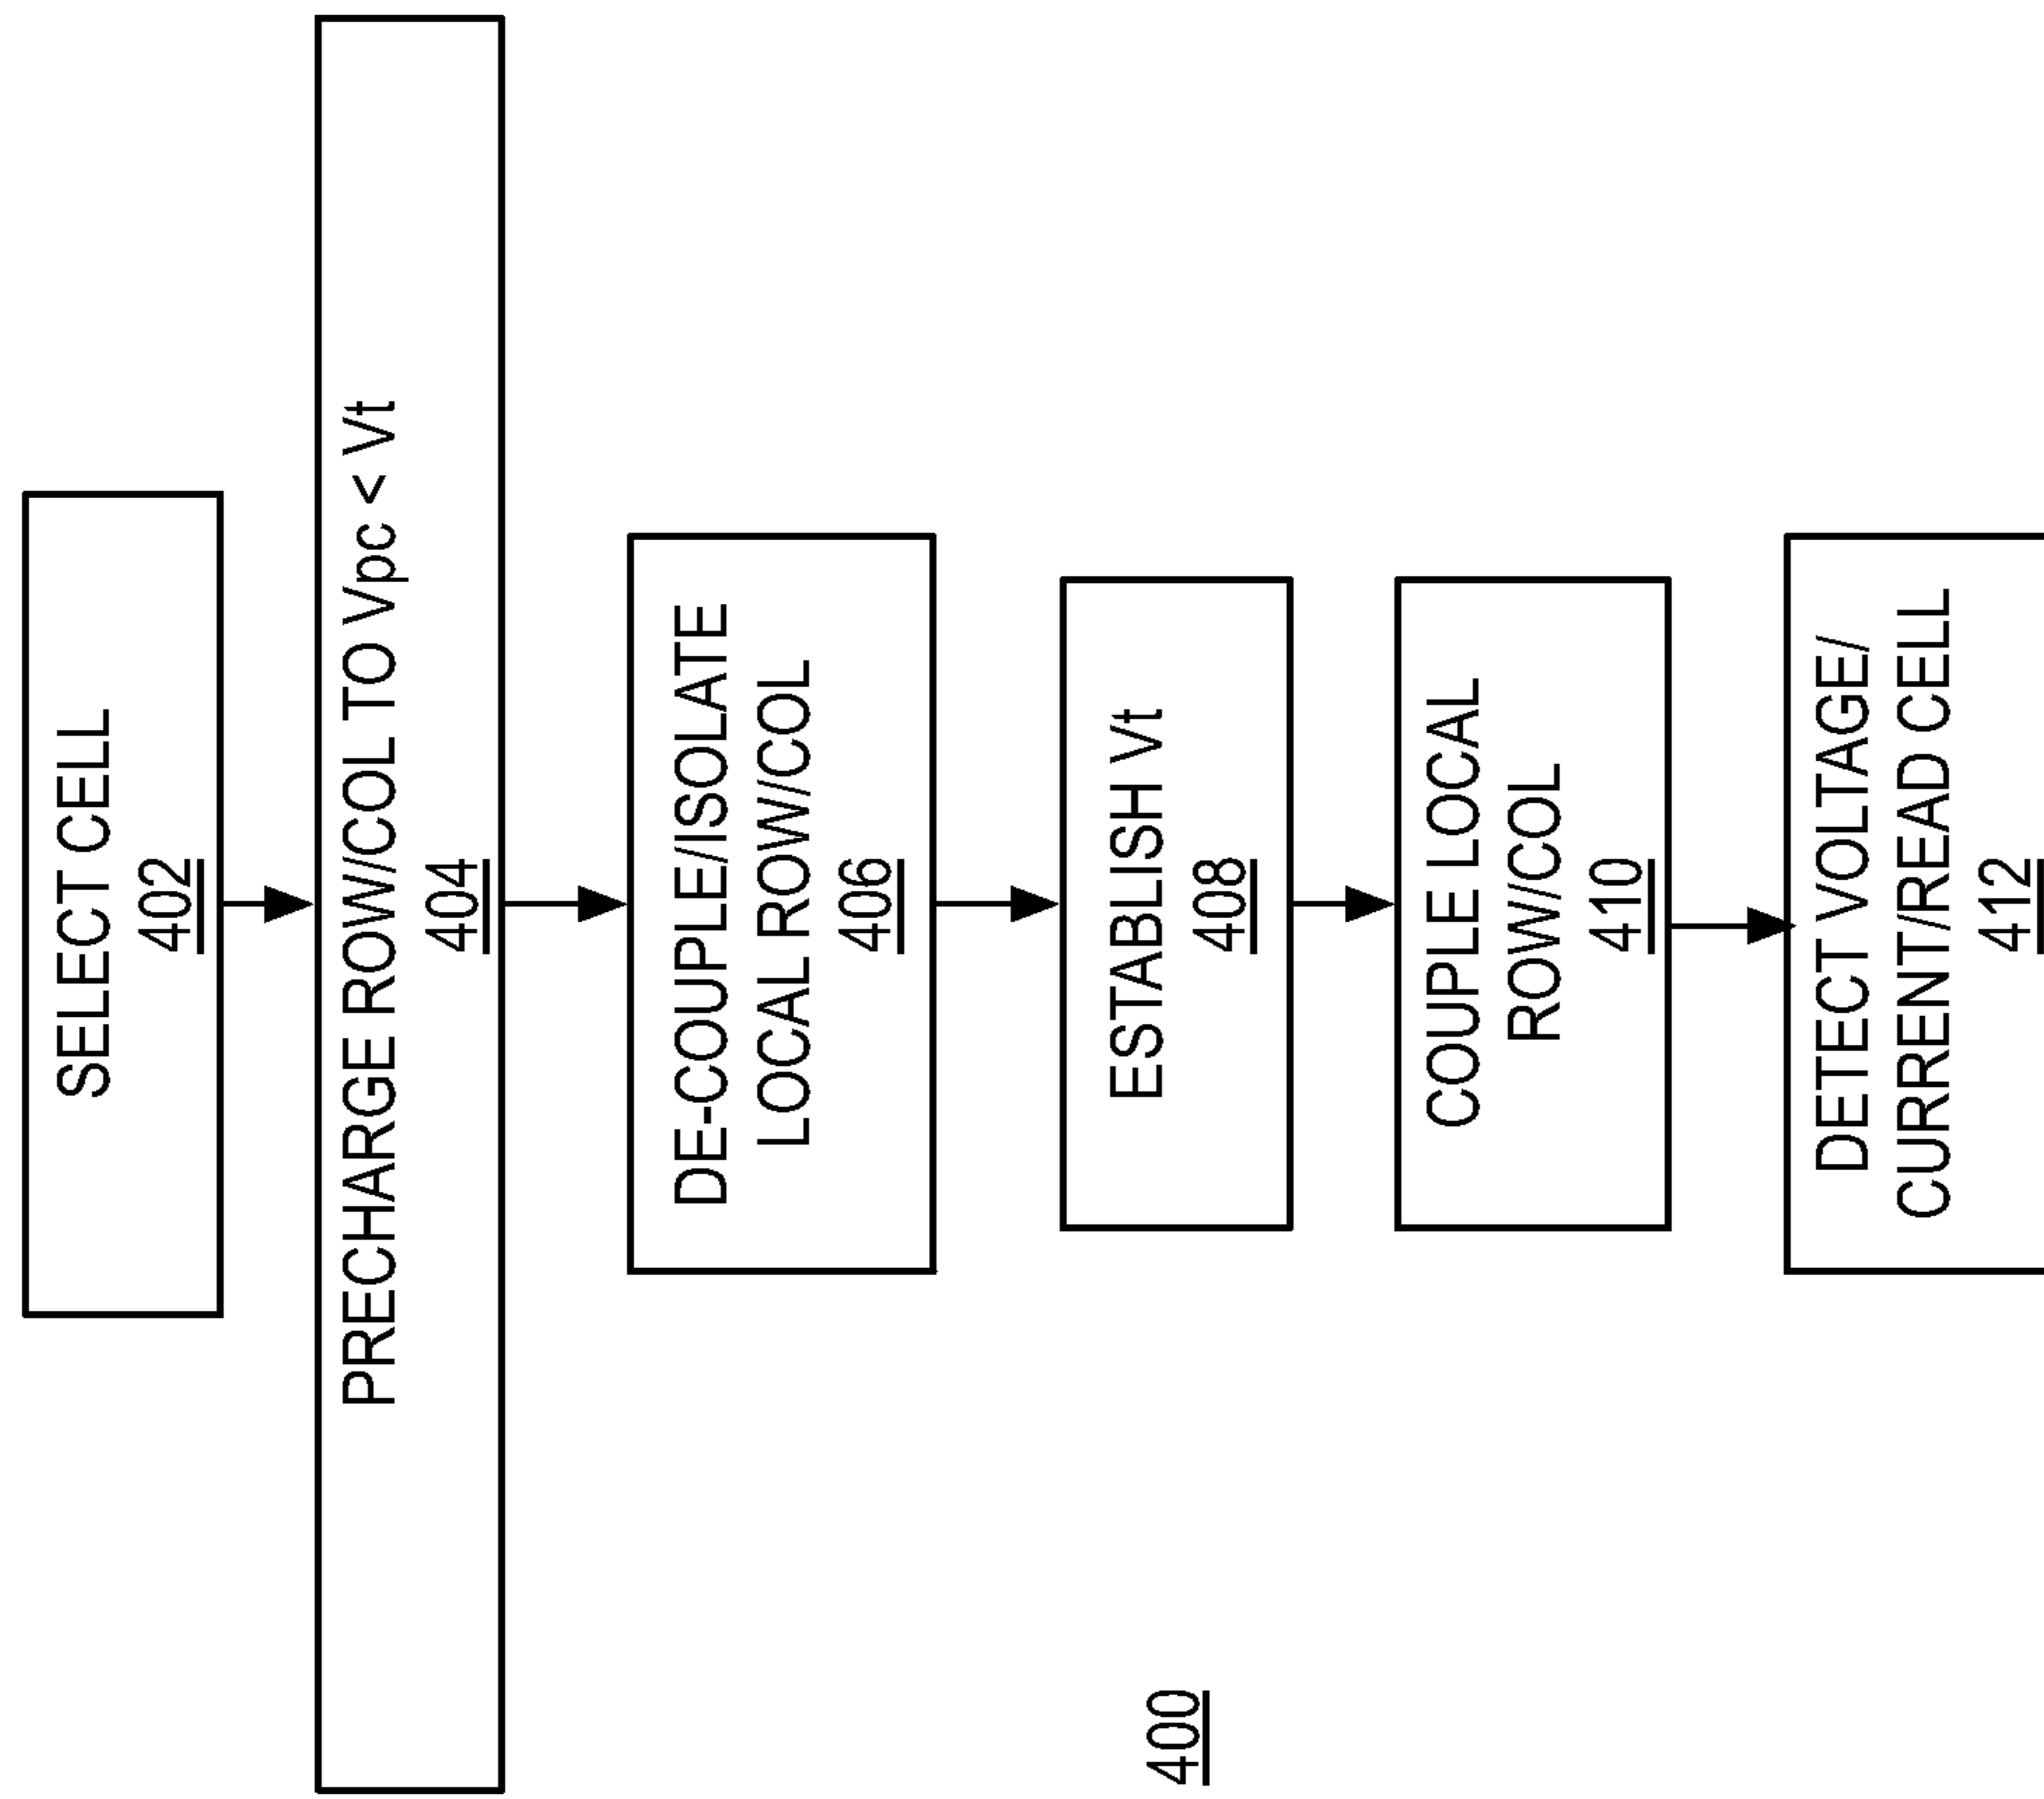 SELECT CELL
402
PRECHARGE ROW/COL TO Vpc < Vt
404
DE-COUPLE/ISOLATE
LOCAL ROW/COL
406
ESTABLISH Vt
408
COUPLE LOCAL
ROW/COL
410
DETECT VOLTAGE/
CURRENT/READ CELL
412
400